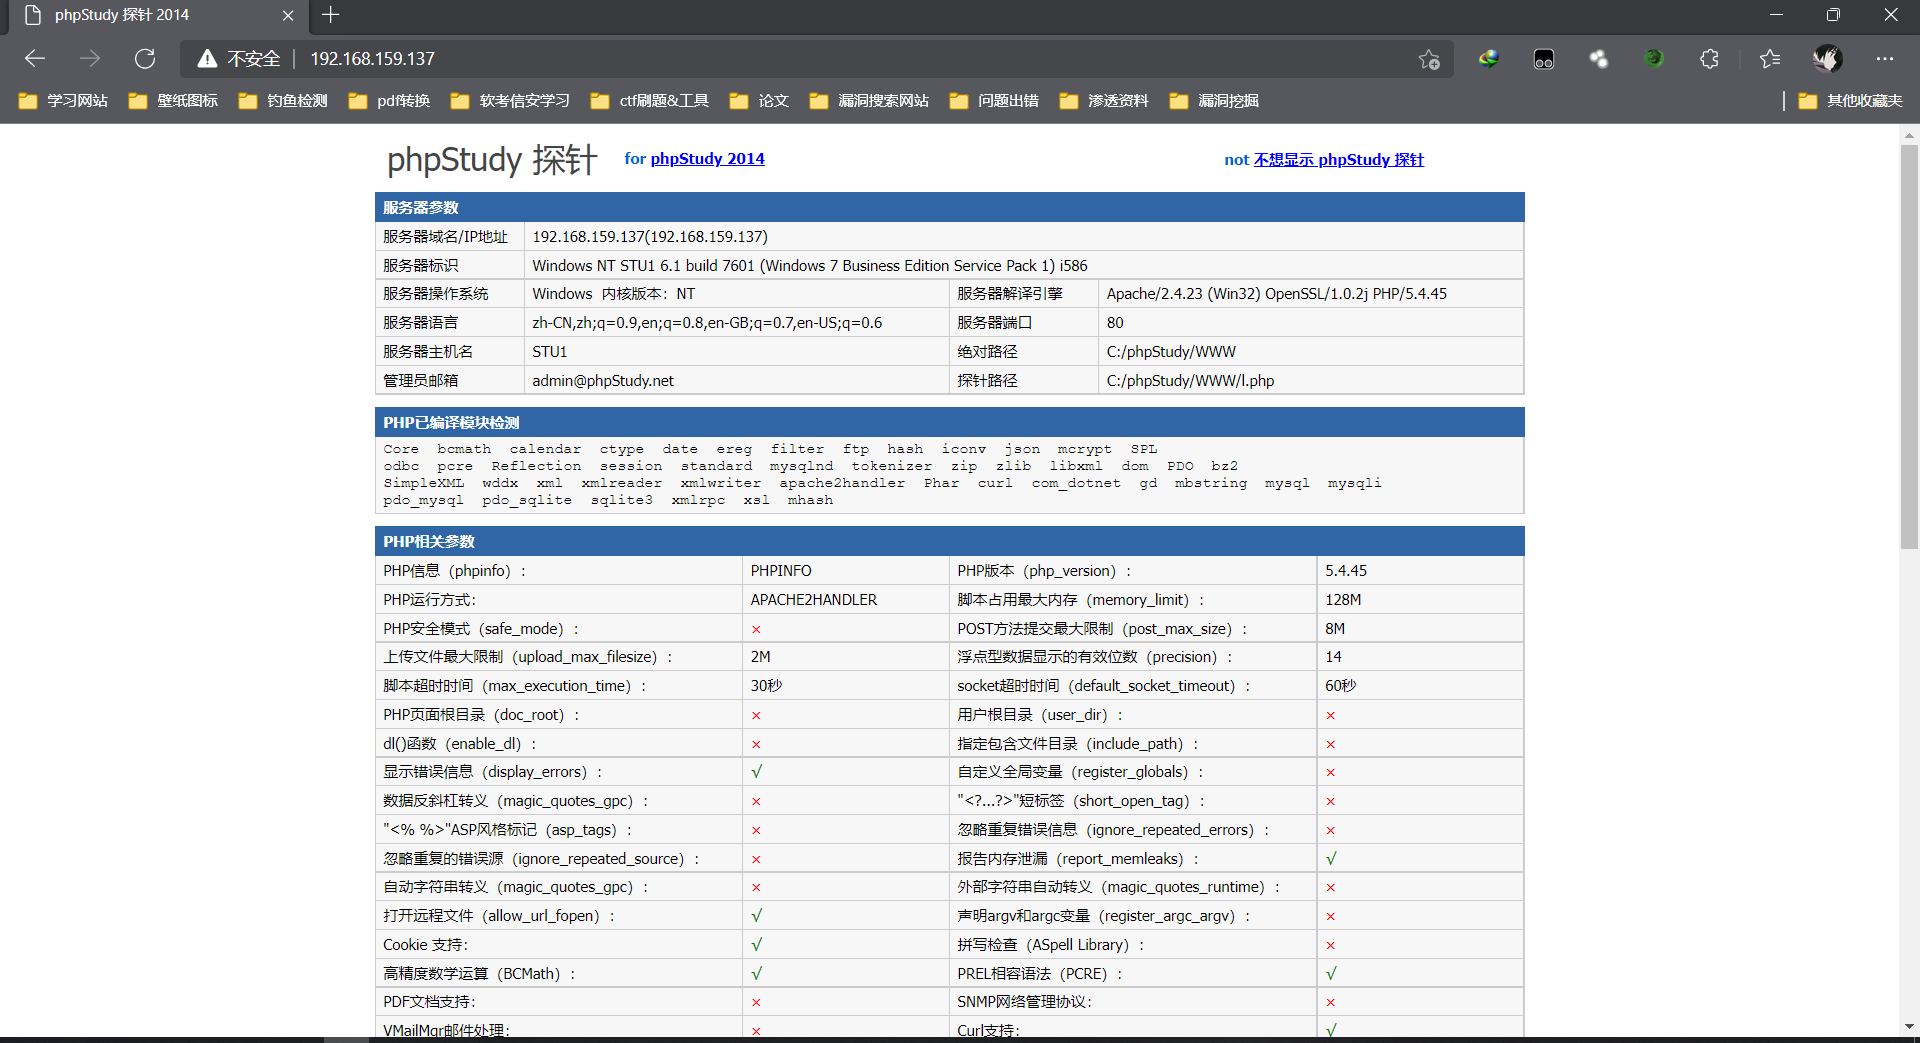 phpStudy 探针 2014
不安全 192.168.159.137
学习网站 壁纸图标 钓鱼检测 pdf转换 软考信安学习 ctf刷题&工具 论文 漏洞搜索网站 问题出错 渗透资料 漏洞挖掘 其他收藏夹
phpStudy 探针 for phpStudy 2014 not 不想显示 phpStudy 探针
服务器参数
服务器域名/IP地址 192.168.159.137(192.168.159.137)
服务器标识 Windows NT STU1 6.1 build 7601 (Windows 7 Business Edition Service Pack 1) i586
服务器操作系统 Windows 内核版本：NT 服务器解译引擎 Apache/2.4.23 (Win32) OpenSSL/1.0.2j PHP/5.4.45
服务器语言 zh-CN,zh;q=0.9,en;q=0.8,en-GB;q=0.7,en-US;q=0.6 服务器端口 80
服务器主机名 STU1 绝对路径 C:/phpStudy/WWW
管理员邮箱 admin@phpStudy.net 探针路径 C:/phpStudy/WWW/l.php
PHP已编译模块检测
Core bcmath calendar ctype date ereg filter ftp hash iconv json mcrypt SPL
odbc pcre Reflection session standard mysqlnd tokenizer zip zlib libxml dom PDO bz2
SimpleXML wddx xml xmlreader xmlwriter apache2handler Phar curl com_dotnet gd mbstring mysql mysqli
pdo_mysql pdo_sqlite sqlite3 xmlrpc xsl mhash
PHP相关参数
PHP信息（phpinfo）： PHPINFO PHP版本（php_version）： 5.4.45
PHP运行方式： APACHE2HANDLER 脚本占用最大内存（memory_limit）： 128M
PHP安全模式（safe_mode）： × POST方法提交最大限制（post_max_size）： 8M
上传文件最大限制（upload_max_filesize）： 2M 浮点型数据显示的有效位数（precision）： 14
脚本超时时间（max_execution_time）： 30秒 socket超时时间（default_socket_timeout）： 60秒
PHP页面根目录（doc_root）： × 用户根目录（user_dir）： ×
dl()函数（enable_dl）： × 指定包含文件目录（include_path）： ×
显示错误信息（display_errors）： √ 自定义全局变量（register_globals）： ×
数据反斜杠转义（magic_quotes_gpc）： × "<?...?>"短标签（short_open_tag）： ×
"<% %>"ASP风格标记（asp_tags）： × 忽略重复错误信息（ignore_repeated_errors）： ×
忽略重复的错误源（ignore_repeated_source）： × 报告内存泄漏（report_memleaks）： √
自动字符串转义（magic_quotes_gpc）： × 外部字符串自动转义（magic_quotes_runtime）： ×
打开远程文件（allow_url_fopen）： √ 声明argv和argc变量（register_argc_argv）： ×
Cookie 支持： √ 拼写检查（ASpell Library）： ×
高精度数学运算（BCMath）： √ PREL相容语法（PCRE）： √
PDF文档支持： × SNMP网络管理协议： ×
VMailMgr邮件处理： × Curl支持： √